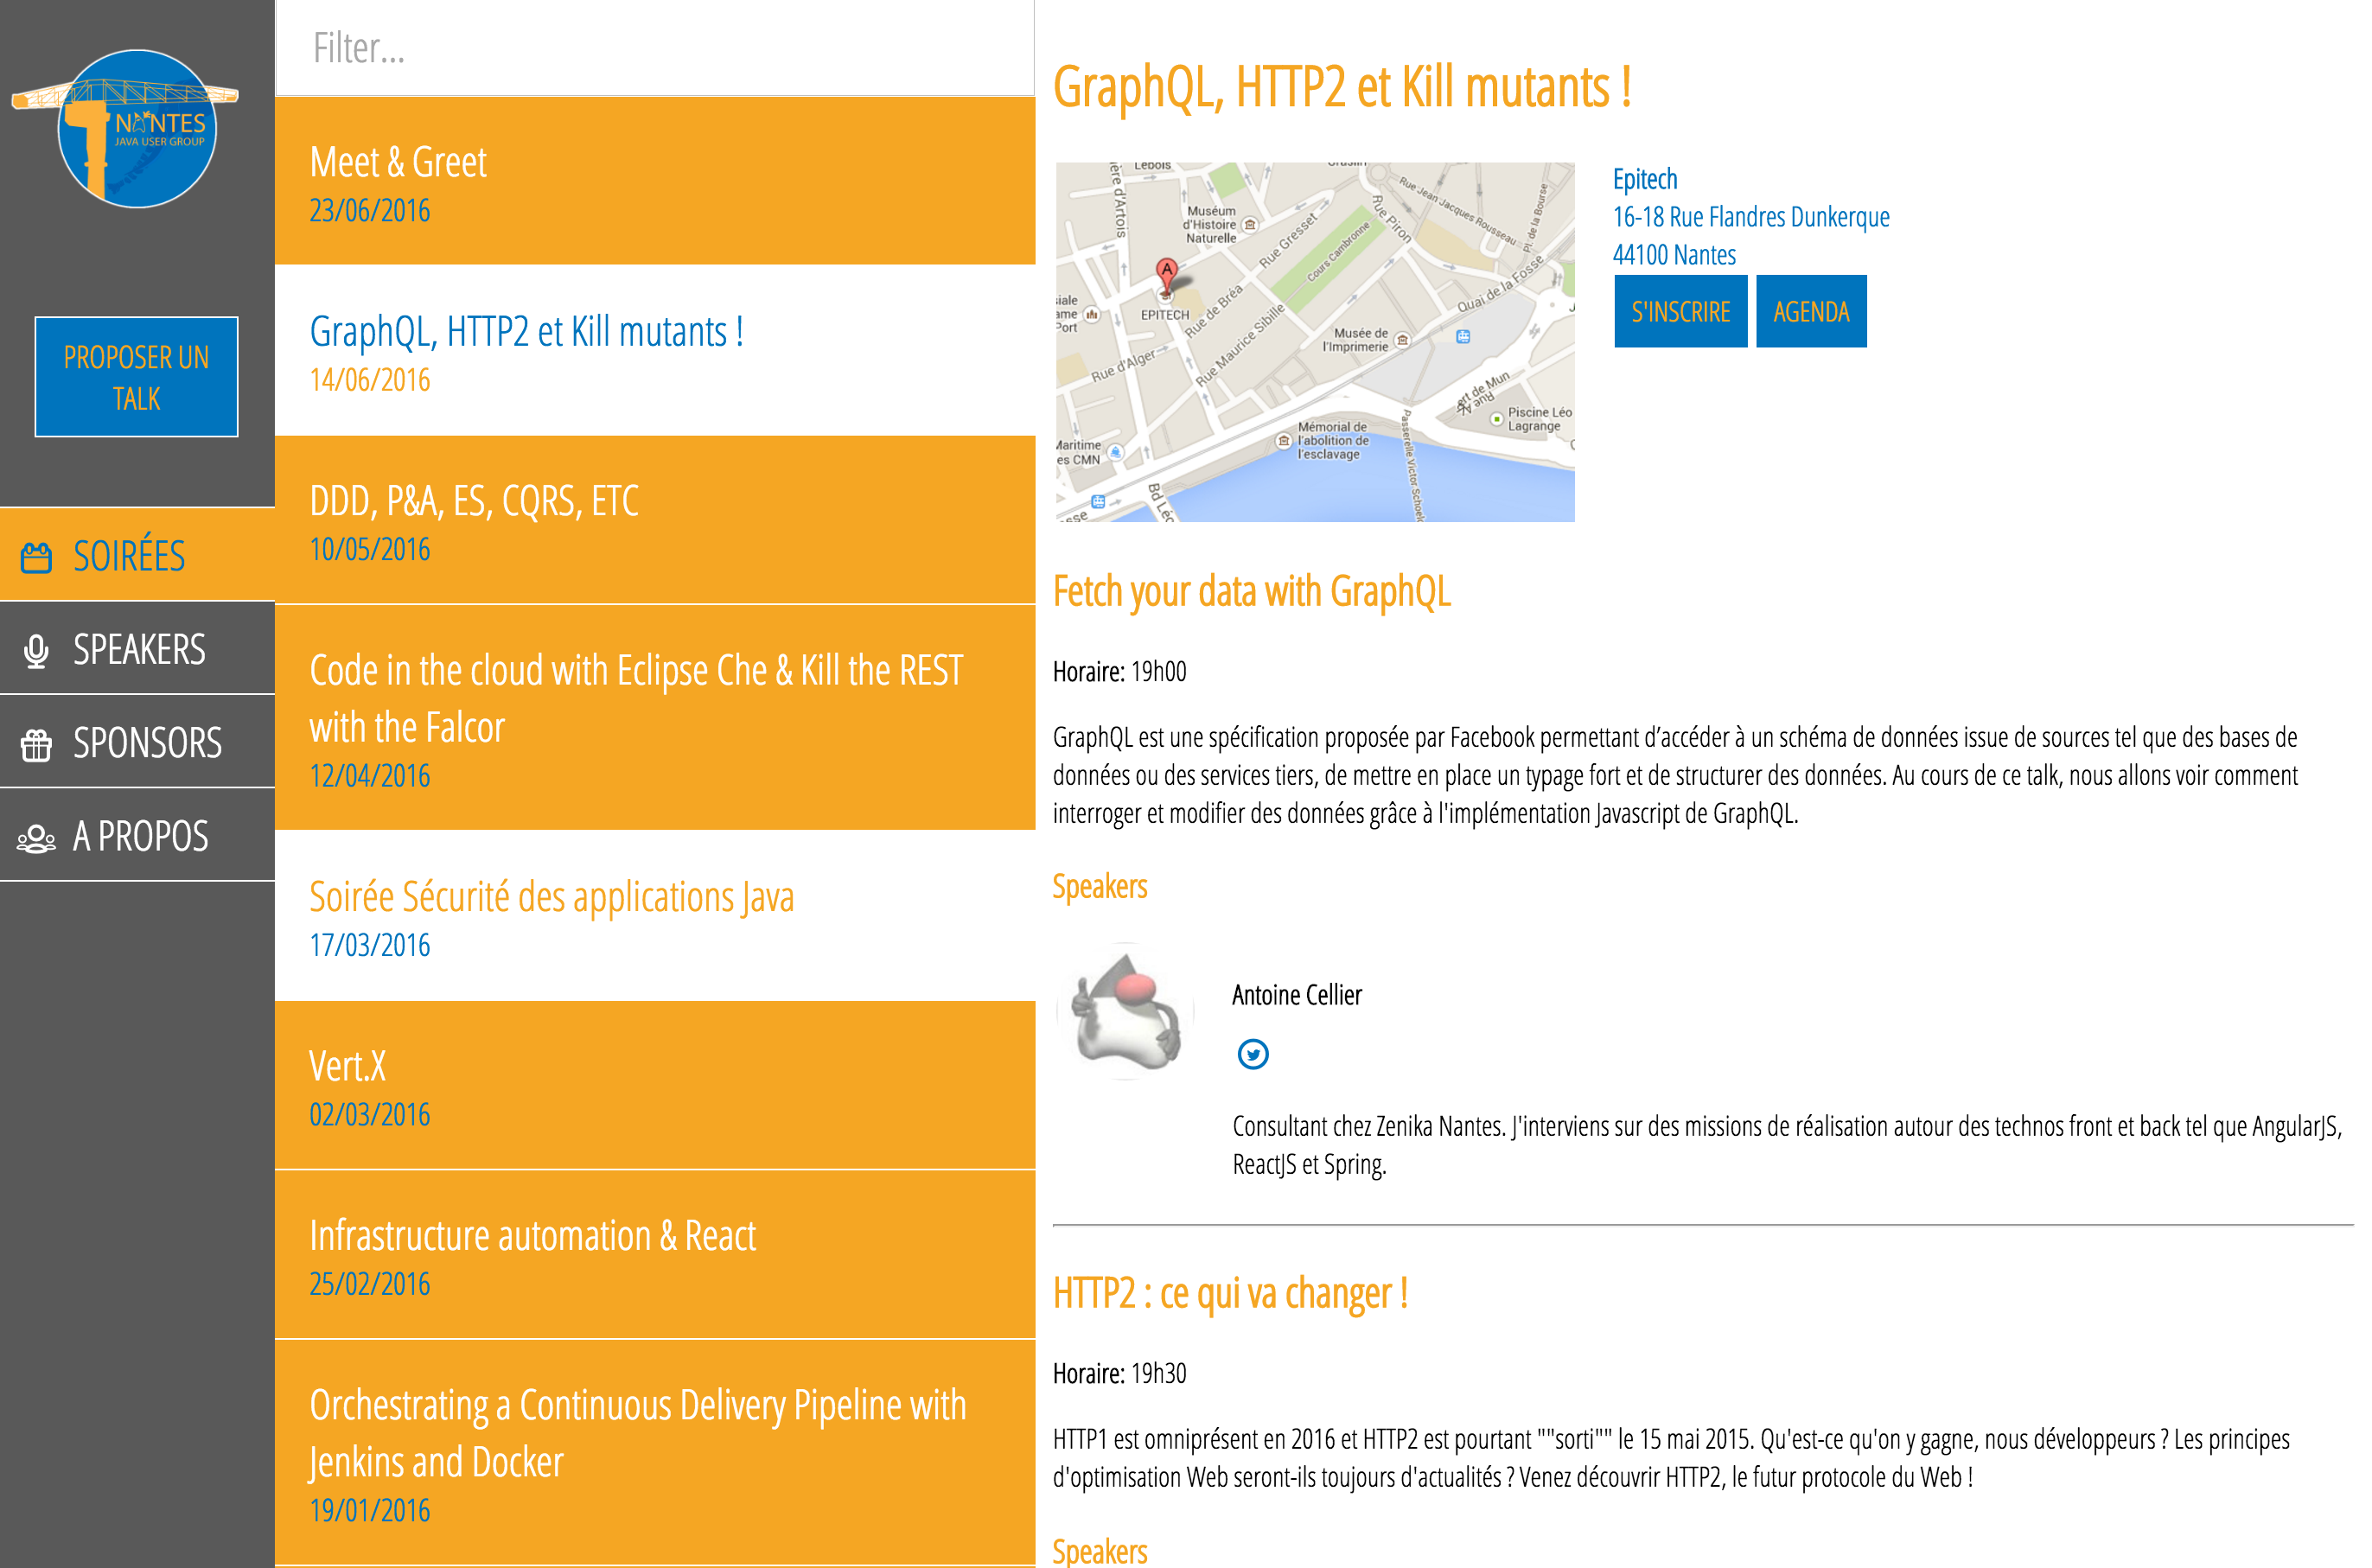 NANTES
JAVA USER GROUP
PROPOSER UN
TALK
SOIRÉES
SPEAKERS
SPONSORS
A PROPOS
Filter...
Meet & Greet
23/06/2016
GraphQL, HTTP2 et Kill mutants !
14/06/2016
DDD, P&A, ES, CQRS, ETC
10/05/2016
Code in the cloud with Eclipse Che & Kill the REST
with the Falcor
12/04/2016
Soirée Sécurité des applications Java
17/03/2016
Vert.X
02/03/2016
Infrastructure automation & React
25/02/2016
Orchestrating a Continuous Delivery Pipeline with
Jenkins and Docker
19/01/2016
GraphQL, HTTP2 et Kill mutants !
Lebois
ière d'Artois
Muséum
d'Histoire
Naturelle
Rue Gresset
Cours Cambronne
Rue Piron
Rue Jean Jacques Rousseau
Pl. de la Bourse
A
EPITECH
Port
Rue de Bréa
Rue Maurice Sibille
Rue d'Alger
Quai de la Fosse
Musée de
l'Imprimerie
Piscine Léo
Lagrange
Mémorial de
l'abolition de
l'esclavage
Maritime
es CMN
Passerelle Victor Schoel
Epitech
16-18 Rue Flandres Dunkerque
44100 Nantes
S'INSCRIRE
AGENDA
Fetch your data with GraphQL
Horaire: 19h00
GraphQL est une spécification proposée par Facebook permettant d’accéder à un schéma de données issue de sources tel que des bases de
données ou des services tiers, de mettre en place un typage fort et de structurer des données. Au cours de ce talk, nous allons voir comment
interroger et modifier des données grâce à l'implémentation Javascript de GraphQL.
Speakers
Antoine Cellier
Consultant chez Zenika Nantes. J'interviens sur des missions de réalisation autour des technos front et back tel que AngularJS,
ReactJS et Spring.
HTTP2 : ce qui va changer !
Horaire: 19h30
HTTP1 est omniprésent en 2016 et HTTP2 est pourtant ""sorti"" le 15 mai 2015. Qu'est-ce qu'on y gagne, nous développeurs ? Les principes
d'optimisation Web seront-ils toujours d'actualités ? Venez découvrir HTTP2, le futur protocole du Web !
Speakers